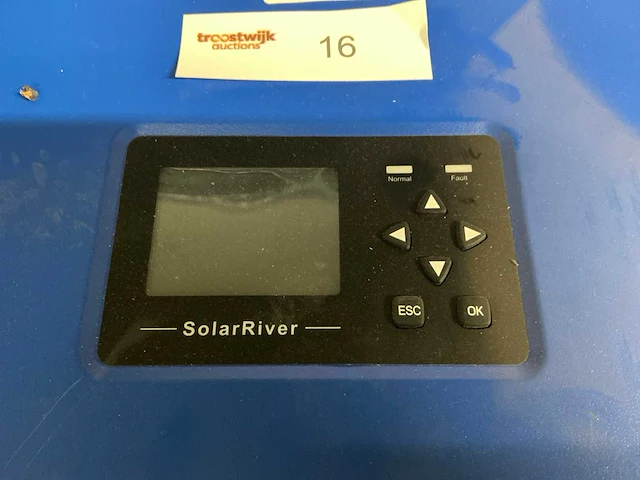 troostwijk
auctions
16
Normal
Fault
ESC
OK
SolarRiver